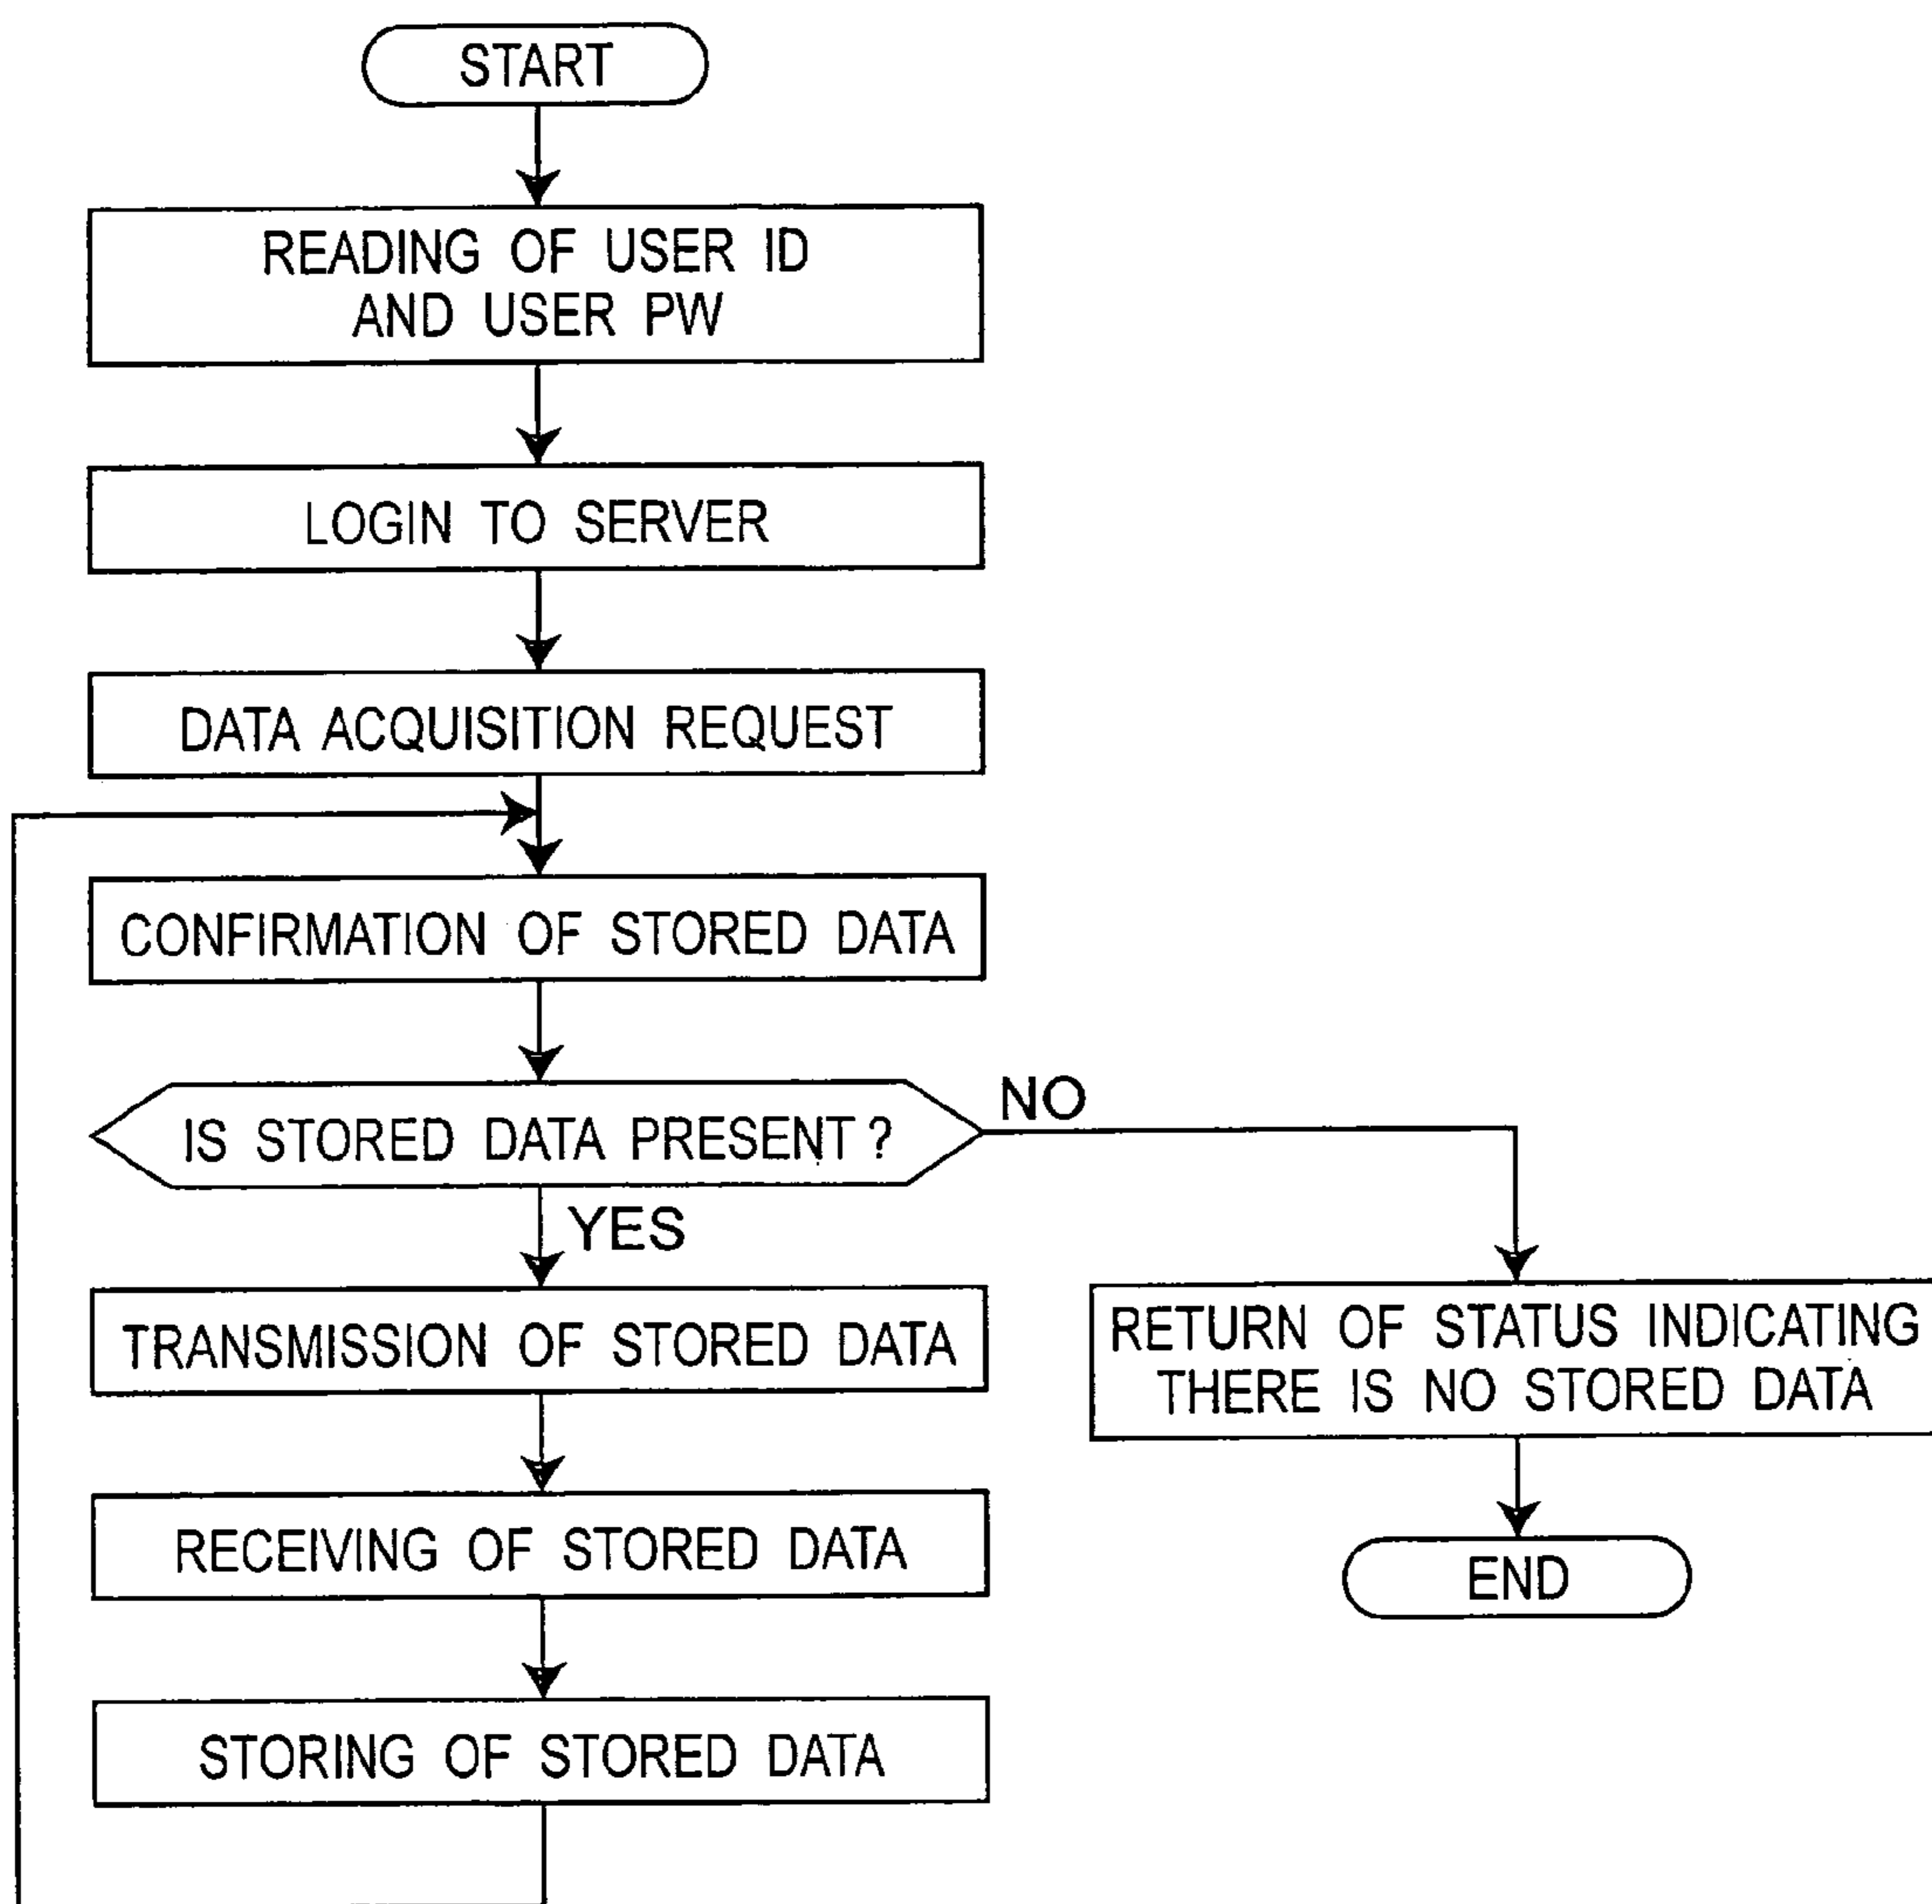 START
READING OF USER ID
AND USER PW
LOGIN TO SERVER
DATA ACQUISITION REQUEST
CONFIRMATION OF STORED DATA
IS STORED DATA PRESENT ?
NO
YES
TRANSMISSION OF STORED DATA
RETURN OF STATUS INDICATING
THERE IS NO STORED DATA
RECEIVING OF STORED DATA
END
STORING OF STORED DATA